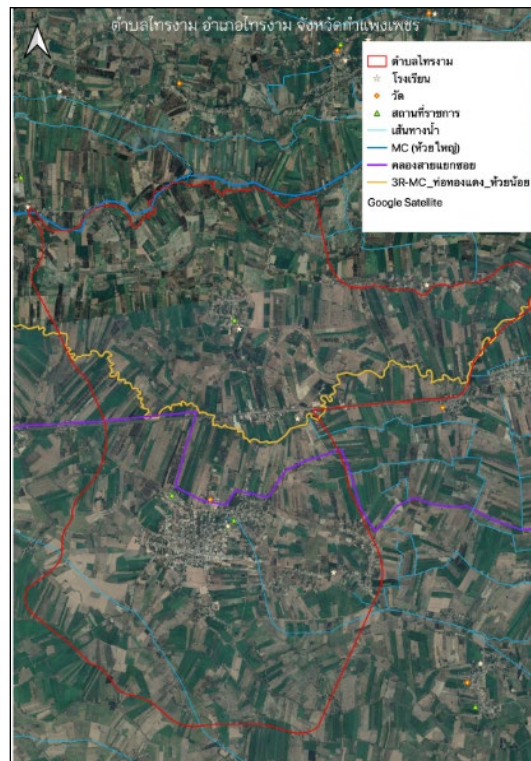 ตำบลไทรงาม อำเภอไทรงาม จังหวัดกำแพงเพชร
ตำบลไทรงาม
โรงเรียน
วัด
สถานที่ราชการ
เส้นทางน้ำ
MC (ห้วยใหญ่)
คลองสายแยกซอย
3R-MC_ท่อทองแดง_ห้วยน้อย
Google Satellite